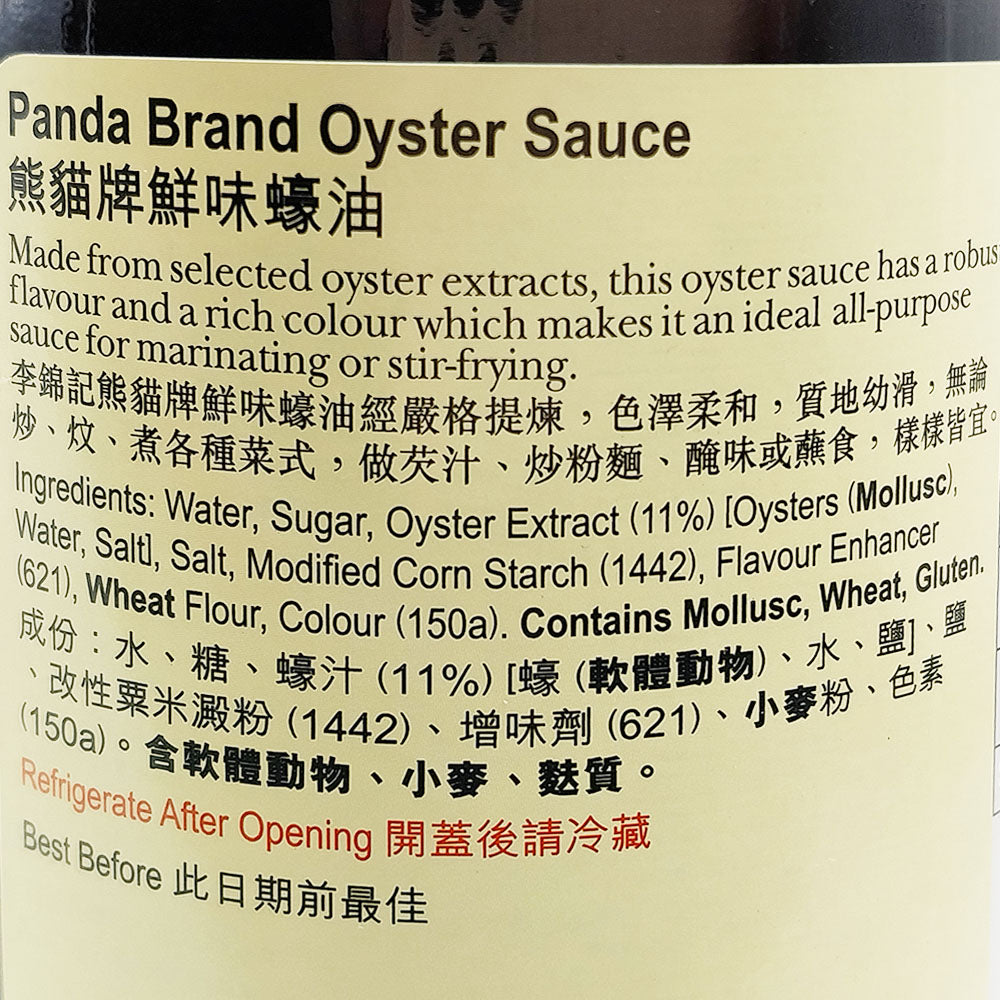 Panda Brand Oyster Sauce
熊貓牌鮮味蠔油
Made from selected oyster extracts, this oyster sauce has a robus
flavour and a rich colour which makes it an ideal all-purpose
sauce for marinating or stir-frying.
李錦記熊貓牌鮮味蠔油經嚴格提煉，色澤柔和，質地幼滑，無論
炒、炆、煮各種菜式，做芡汁、炒粉麵、醃味或蘸食，樣樣皆宜。
Ingredients: Water, Sugar, Oyster Extract (11%) [Oysters (Mollusc),
Water, Salt], Salt, Modified Corn Starch (1442), Flavour Enhancer
(621), Wheat Flour, Colour (150a). Contains Mollusc, Wheat, Gluten.
成份：水、糖、蠔汁 (11%) [蠔 (軟體動物)、水、鹽]、鹽
、改性粟米澱粉 (1442)、增味劑 (621)、小麥粉、色素
(150a)。含軟體動物、小麥、麩質。
Refrigerate After Opening 開蓋後請冷藏
Best Before 此日期前最佳